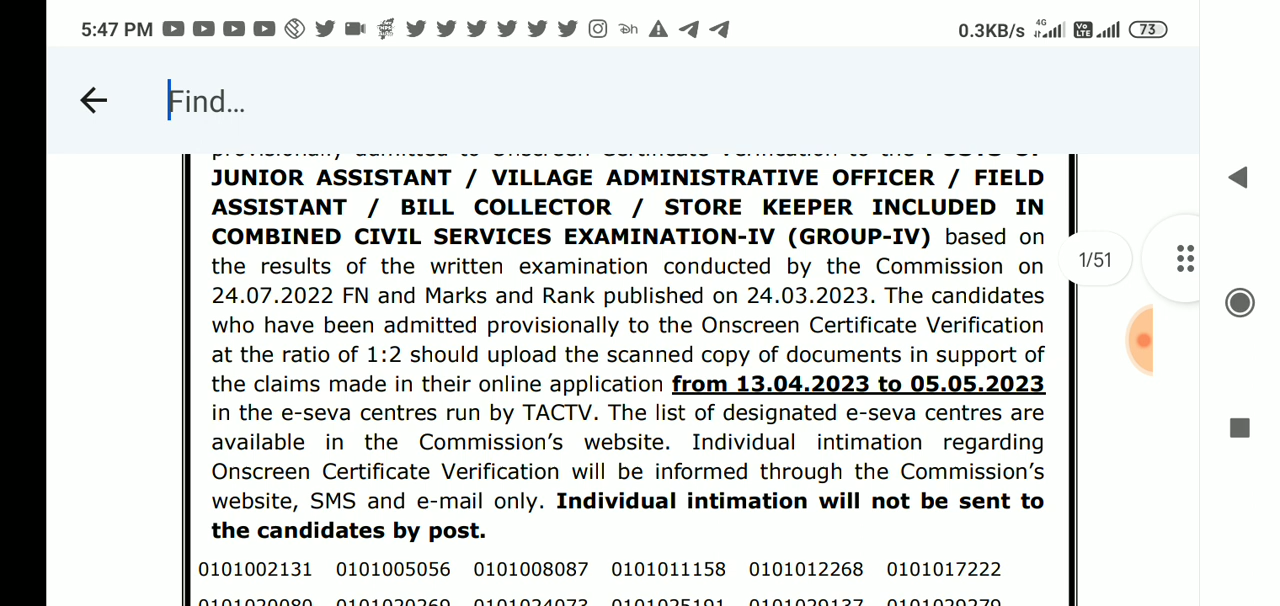 5:47 PM
0.3KB/s 4G Vo LTE 73
Find...
JUNIOR ASSISTANT / VILLAGE ADMINISTRATIVE OFFICER / FIELD
ASSISTANT / BILL COLLECTOR / STORE KEEPER INCLUDED IN
COMBINED CIVIL SERVICES EXAMINATION-IV (GROUP-IV) based on
the results of the written examination conducted by the Commission on
24.07.2022 FN and Marks and Rank published on 24.03.2023. The candidates
who have been admitted provisionally to the Onscreen Certificate Verification
at the ratio of 1:2 should upload the scanned copy of documents in support of
the claims made in their online application from 13.04.2023 to 05.05.2023
in the e-seva centres run by TACTV. The list of designated e-seva centres are
available in the Commission's website. Individual intimation regarding
Onscreen Certificate Verification will be informed through the Commission's
website, SMS and e-mail only. Individual intimation will not be sent to
the candidates by post.
1/51
0101002131 0101005056 0101008087 0101011158 0101012268 0101017222